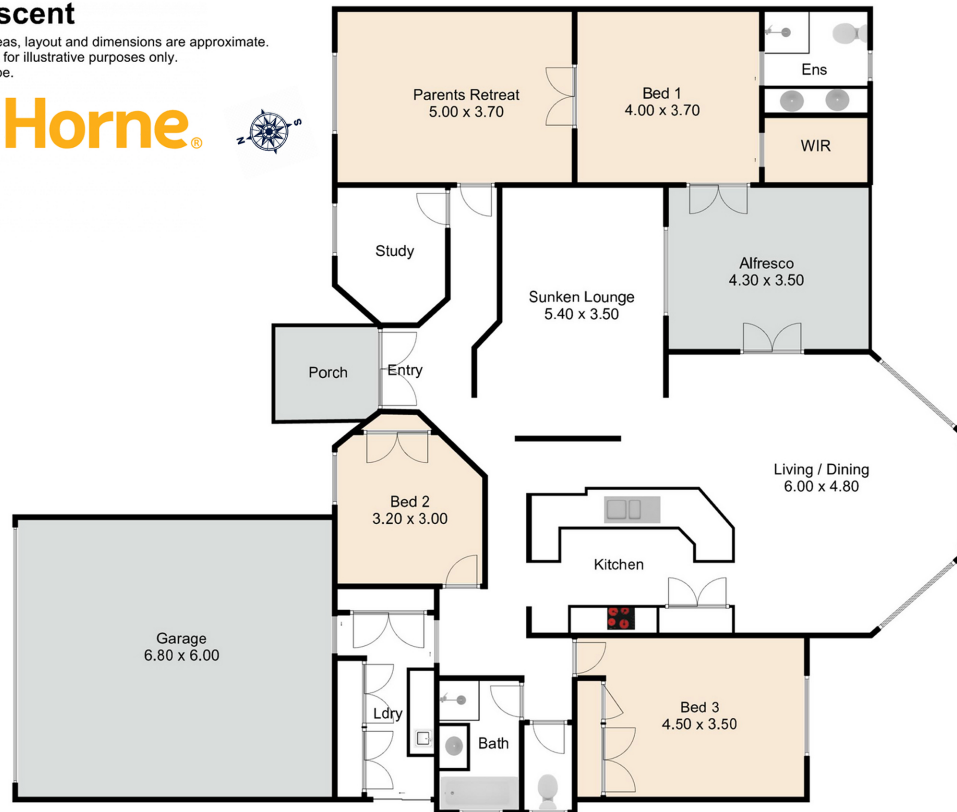 scent
eas, layout and dimensions are approximate.
for illustrative purposes only.
pe.
Horne®
N
S
Parents Retreat
5.00 x 3.70
Bed 1
4.00 x 3.70
Ens
WIR
Study
Sunken Lounge
5.40 x 3.50
Alfresco
4.30 x 3.50
Porch
Entry
Living / Dining
6.00 x 4.80
Bed 2
3.20 x 3.00
Kitchen
Garage
6.80 x 6.00
Ldry
Bath
Bed 3
4.50 x 3.50